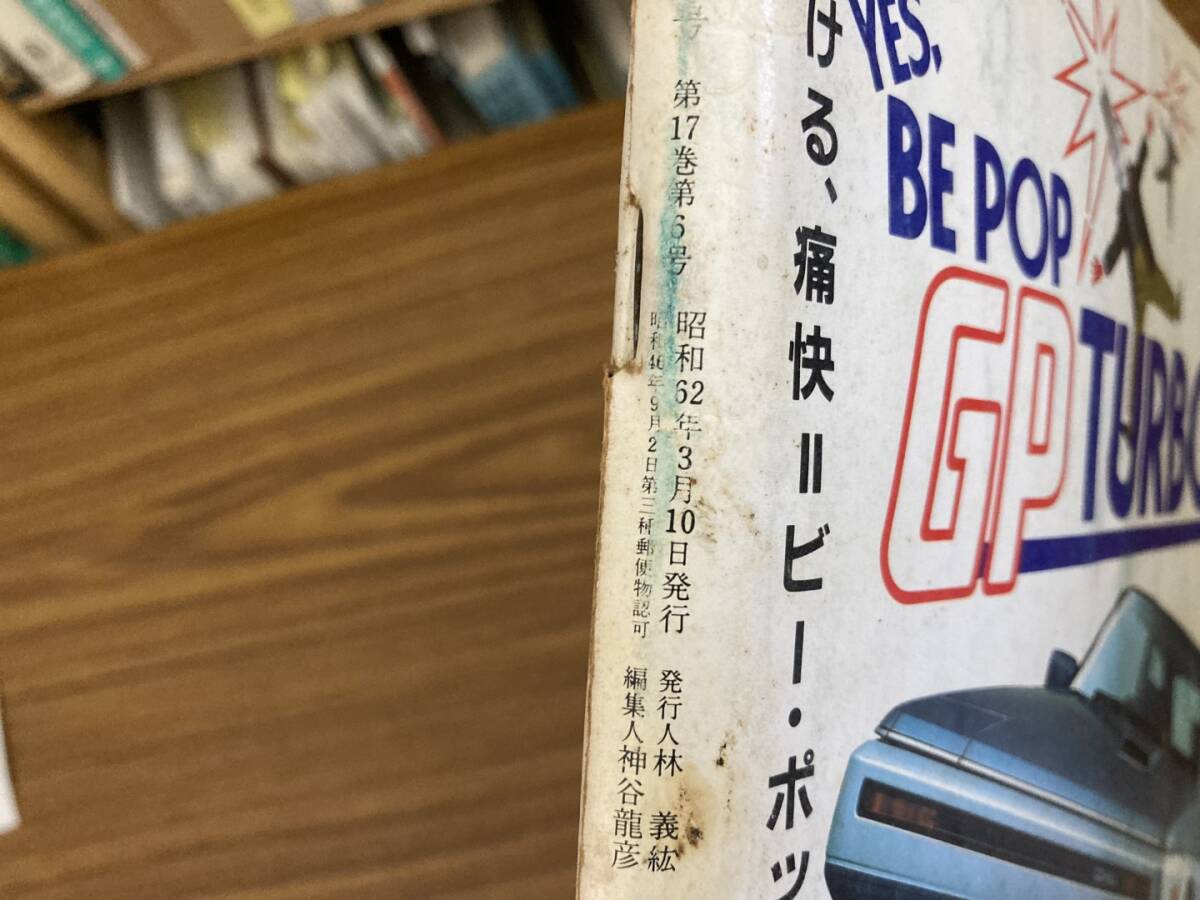 号 第17巻第6号 昭和62年3月10日発行 発行人林 義紘
昭和46年9月2日第三種郵便物認可 編集人神谷龍彦
ける、痛快＝ビー・ポッ
YES,
BE POP
GP TURBO